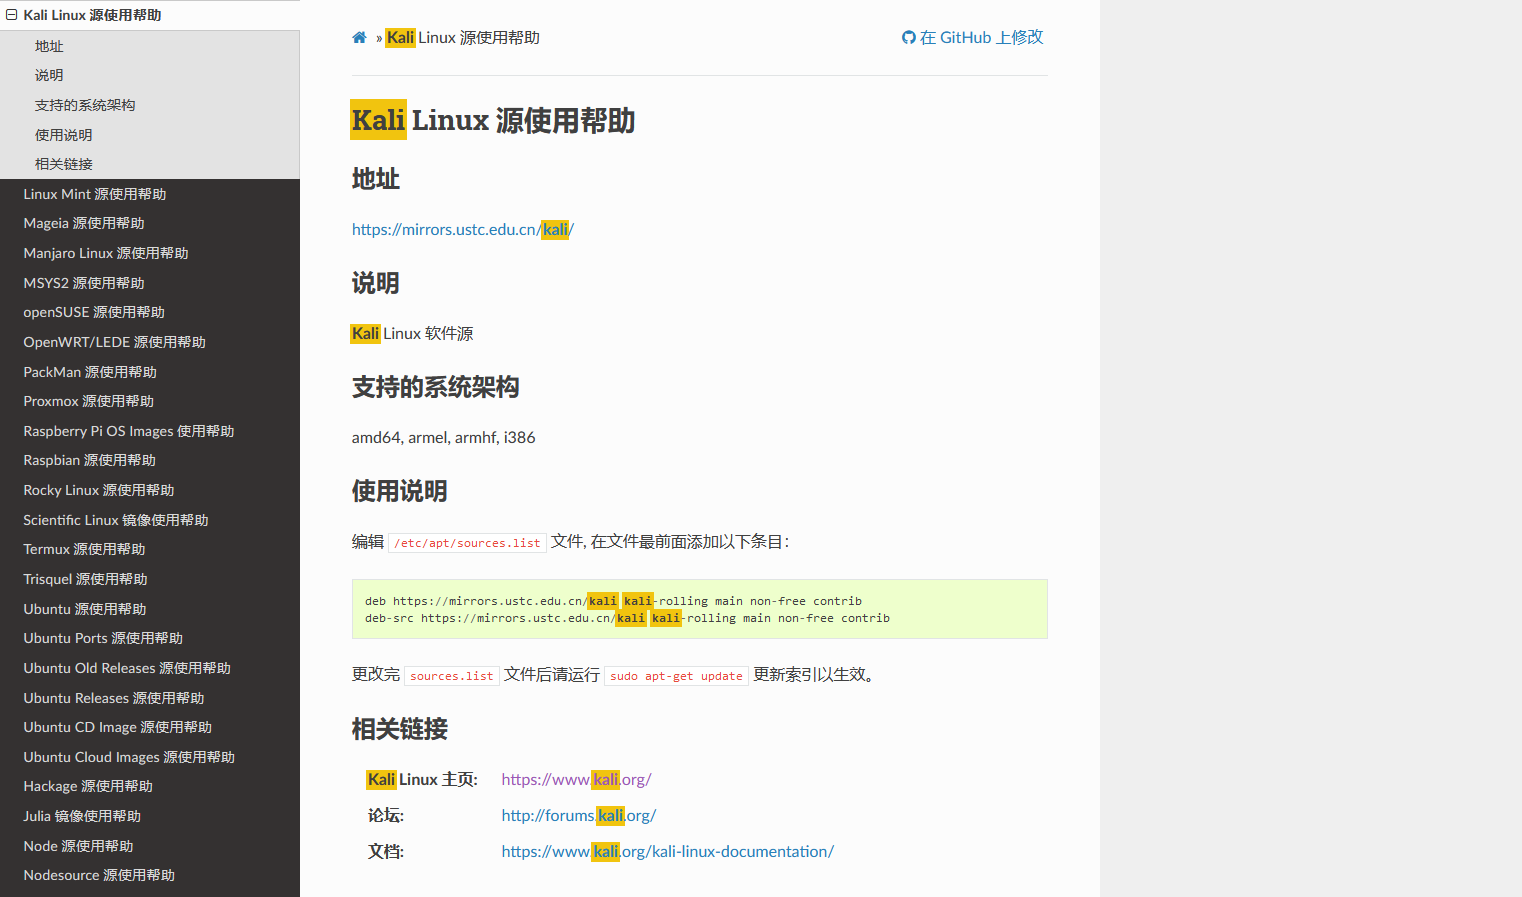 Kali Linux 源使用帮助
地址
说明
支持的系统架构
使用说明
相关链接
Linux Mint 源使用帮助
Mageia 源使用帮助
Manjaro Linux 源使用帮助
MSYS2 源使用帮助
openSUSE 源使用帮助
OpenWRT/LEDE 源使用帮助
PackMan 源使用帮助
Proxmox 源使用帮助
Raspberry Pi OS Images 使用帮助
Raspbian 源使用帮助
Rocky Linux 源使用帮助
Scientific Linux 镜像使用帮助
Termux 源使用帮助
Trisquel 源使用帮助
Ubuntu 源使用帮助
Ubuntu Ports 源使用帮助
Ubuntu Old Releases 源使用帮助
Ubuntu Releases 源使用帮助
Ubuntu CD Image 源使用帮助
Ubuntu Cloud Images 源使用帮助
Hackage 源使用帮助
Julia 镜像使用帮助
Node 源使用帮助
Nodesource 源使用帮助
» Kali Linux 源使用帮助
在 GitHub 上修改
Kali Linux 源使用帮助
地址
https://mirrors.ustc.edu.cn/kali/
说明
Kali Linux 软件源
支持的系统架构
amd64, armel, armhf, i386
使用说明
编辑 /etc/apt/sources.list 文件, 在文件最前面添加以下条目：
deb https://mirrors.ustc.edu.cn/kali kali-rolling main non-free contrib
deb-src https://mirrors.ustc.edu.cn/kali kali-rolling main non-free contrib
更改完 sources.list 文件后请运行 sudo apt-get update 更新索引以生效。
相关链接
Kali Linux 主页: https://www.kali.org/
论坛: http://forums.kali.org/
文档: https://www.kali.org/kali-linux-documentation/